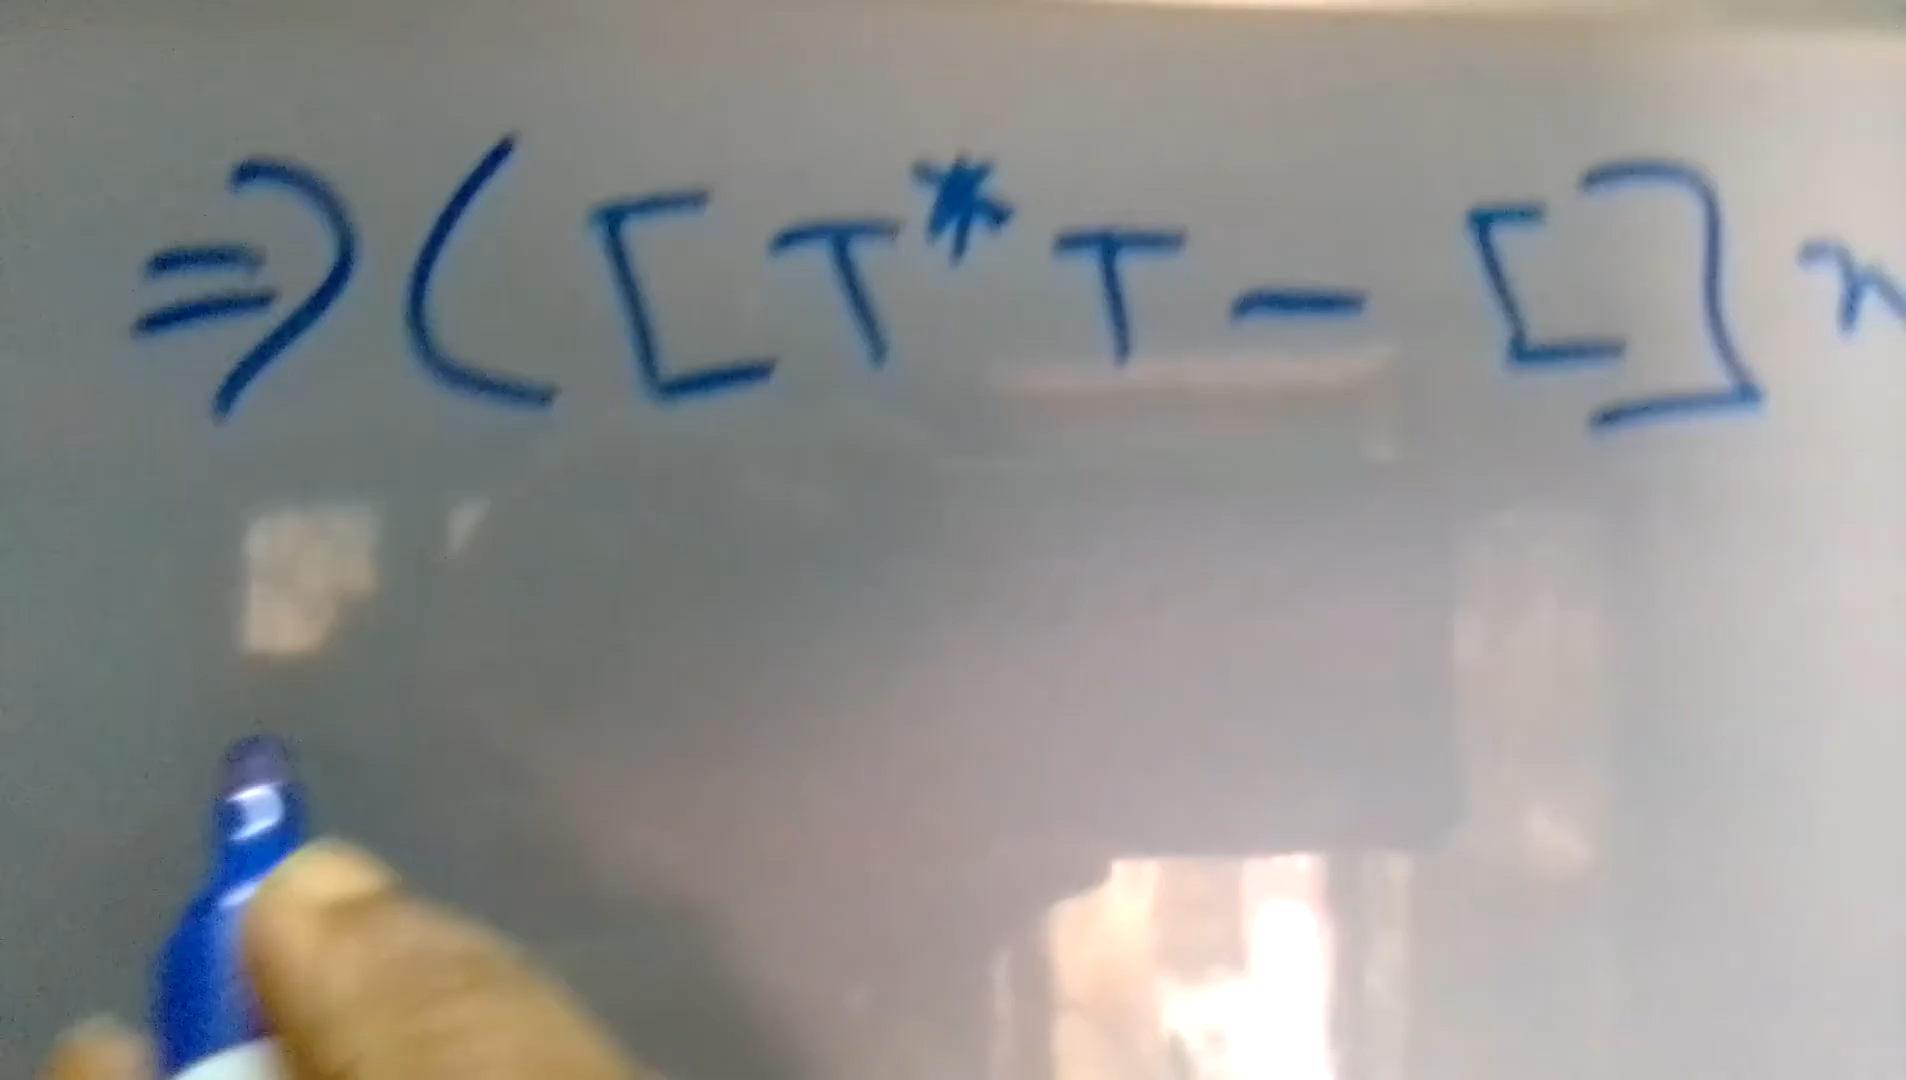 ⇒ ( [ T* T - I ] x